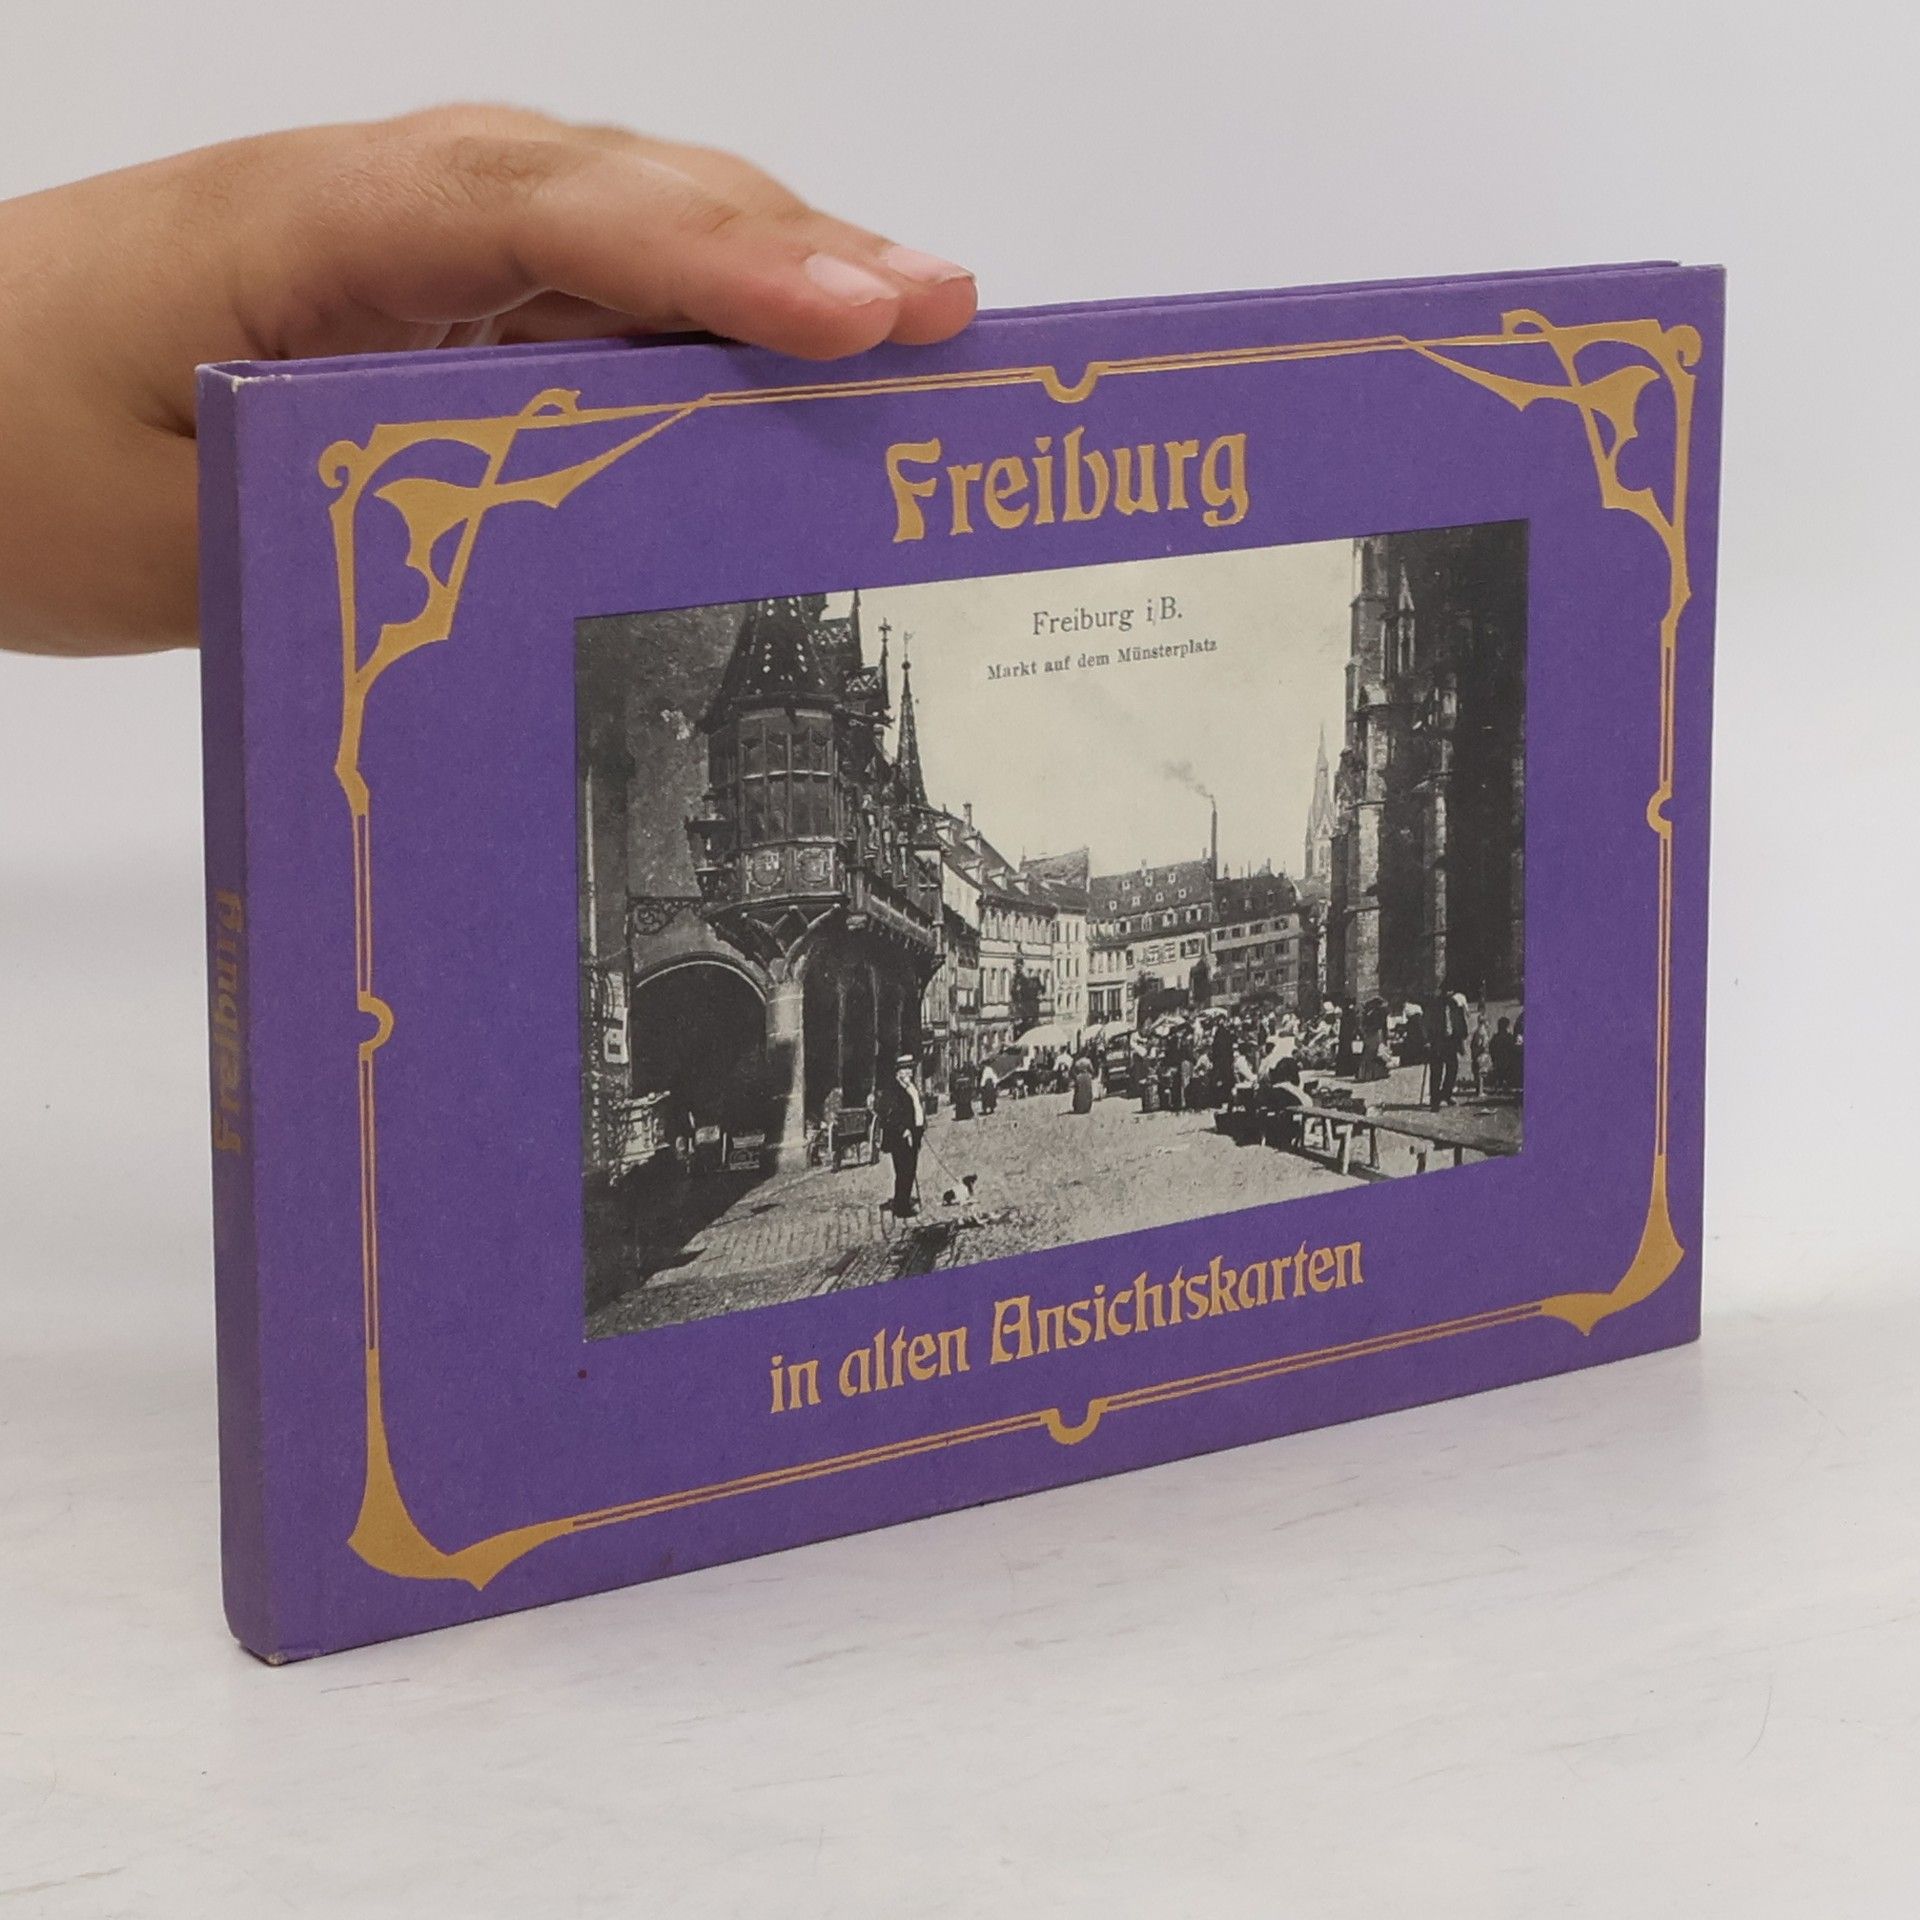 Freiburg
Freiburg i/B.
Markt auf dem Münsterplatz
in alten Ansichtskarten
Freiburg